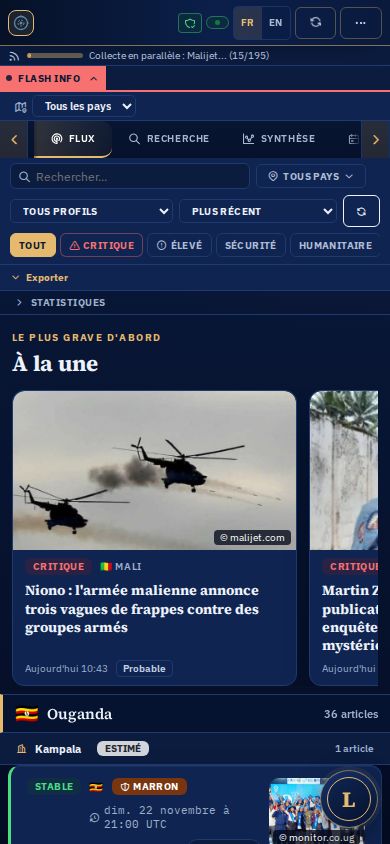 FR EN
Collecte en parallèle : Malijet... (15/195)
FLASH INFO
Tous les pays
FLUX RECHERCHE SYNTHÈSE
Rechercher... TOUS PAYS
TOUS PROFILS PLUS RÉCENT
TOUT CRITIQUE ÉLEVÉ SÉCURITÉ HUMANITAIRE
Exporter
STATISTIQUES
LE PLUS GRAVE D'ABORD
À la une
© malijet.com
CRITIQUE MALI
Niono : l'armée malienne annonce
trois vagues de frappes contre des
groupes armés
Aujourd'hui 10:43 Probable
CRITIQUE
Martin Z
publicat
enquête
mystérie
Aujourd'hui
Ouganda 36 articles
Kampala ESTIMÉ 1 article
STABLE MARRON
dim. 22 novembre à
21:00 UTC
L
© monitor.co.ug